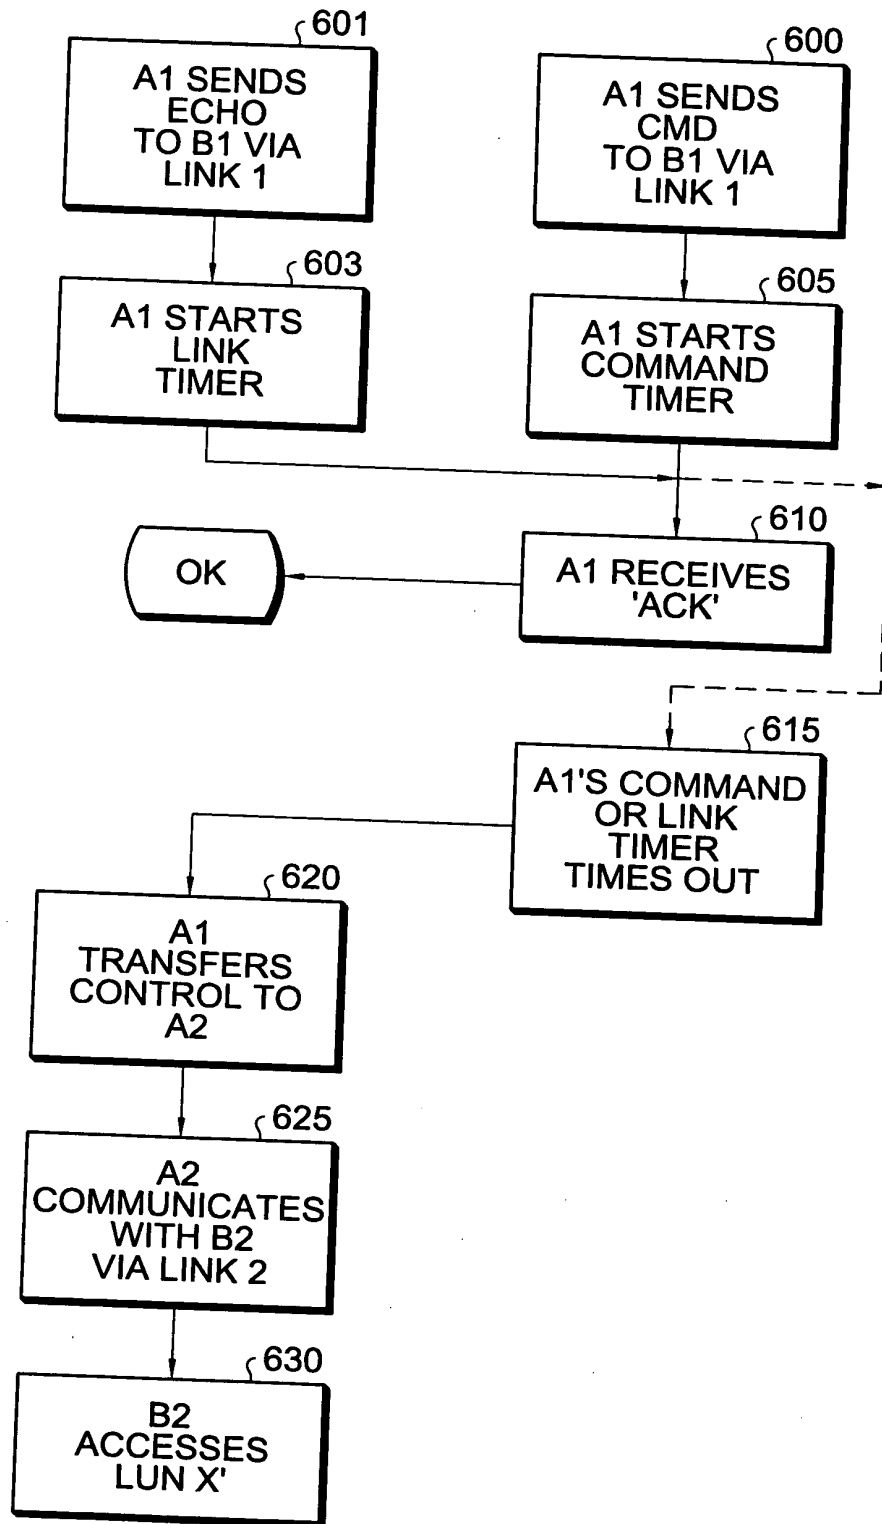 601
A1 SENDS
ECHO
TO B1 VIA
LINK 1
600
A1 SENDS
CMD
TO B1 VIA
LINK 1
603
A1 STARTS
LINK
TIMER
605
A1 STARTS
COMMAND
TIMER
610
A1 RECEIVES
'ACK'
OK
615
A1'S COMMAND
OR LINK
TIMER
TIMES OUT
620
A1
TRANSFERS
CONTROL TO
A2
625
A2
COMMUNICATES
WITH B2
VIA LINK 2
630
B2
ACCESSES
LUN X'